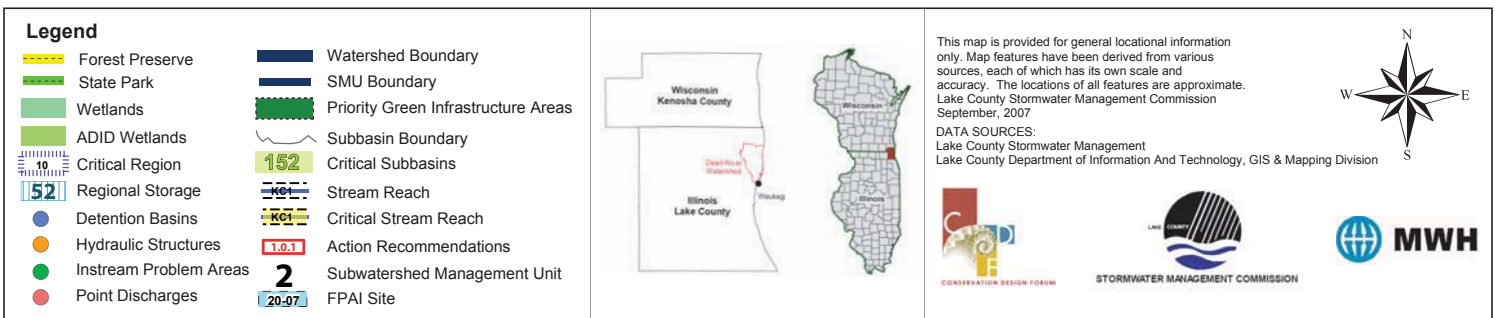 Legend
Forest Preserve
State Park
Wetlands
ADID Wetlands
10
Critical Region
52
Regional Storage
Detention Basins
Hydraulic Structures
Instream Problem Areas
Point Discharges
Watershed Boundary
SMU Boundary
Priority Green Infrastructure Areas
Subbasin Boundary
152
Critical Subbasins
KC1
Stream Reach
KC1
Critical Stream Reach
1.0.1
Action Recommendations
2
Subwatershed Management Unit
20-07
FPAI Site
Wisconsin
Kenosha County
Dead River
Watershed
Waukeg
Illinois
Lake County
Wisconsin
Illinois
This map is provided for general locational information
only. Map features have been derived from various
sources, each of which has its own scale and
accuracy. The locations of all features are approximate.
Lake County Stormwater Management Commission
September, 2007
DATA SOURCES:
Lake County Stormwater Management
Lake County Department of Information And Technology, GIS & Mapping Division
N
W
E
S
C
D
F
CONSERVATION DESIGN FORUM
LAKE COUNTY
STORMWATER MANAGEMENT COMMISSION
MWH